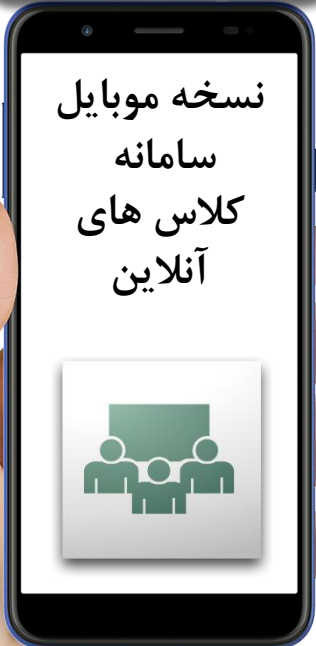 نسخه موبایل
سامانه
کلاس های
آنلاین